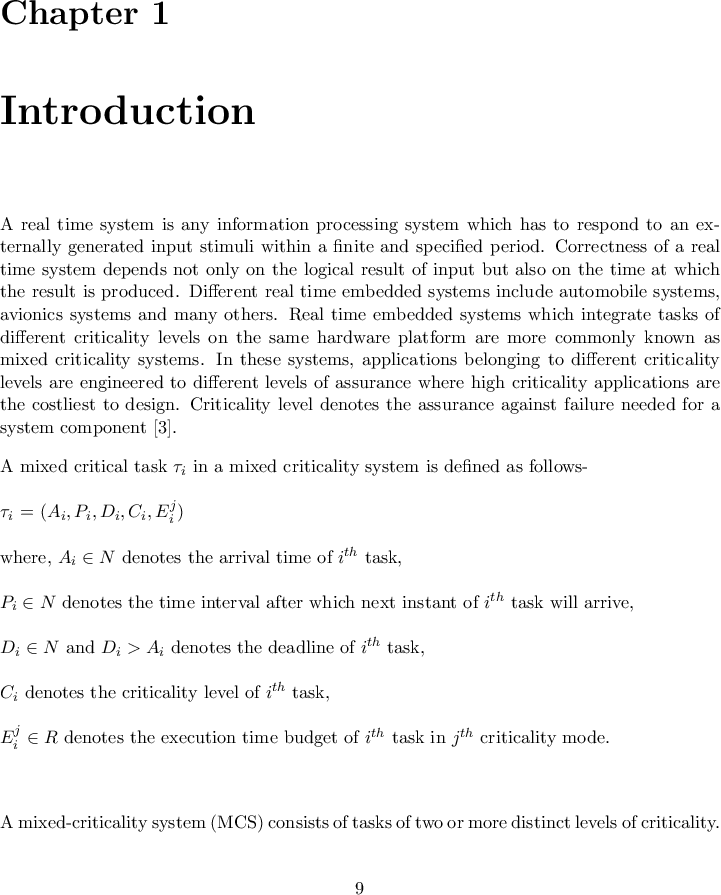 Chapter 1
Introduction
A real time system is any information processing system which has to respond to an ex-
ternally generated input stimuli within a finite and specified period. Correctness of a real
time system depends not only on the logical result of input but also on the time at which
the result is produced. Different real time embedded systems include automobile systems,
avionics systems and many others. Real time embedded systems which integrate tasks of
different criticality levels on the same hardware platform are more commonly known as
mixed criticality systems. In these systems, applications belonging to different criticality
levels are engineered to different levels of assurance where high criticality applications are
the costliest to design. Criticality level denotes the assurance against failure needed for a
system component [3].
A mixed critical task $\tau_i$ in a mixed criticality system is defined as follows-
$\tau_i = (A_i, P_i, D_i, C_i, E_i^j)$
where, $A_i \in N$ denotes the arrival time of $i^{th}$ task,
$P_i \in N$ denotes the time interval after which next instant of $i^{th}$ task will arrive,
$D_i \in N$ and $D_i > A_i$ denotes the deadline of $i^{th}$ task,
$C_i$ denotes the criticality level of $i^{th}$ task,
$E_i^j \in R$ denotes the execution time budget of $i^{th}$ task in $j^{th}$ criticality mode.
A mixed-criticality system (MCS) consists of tasks of two or more distinct levels of criticality.
9